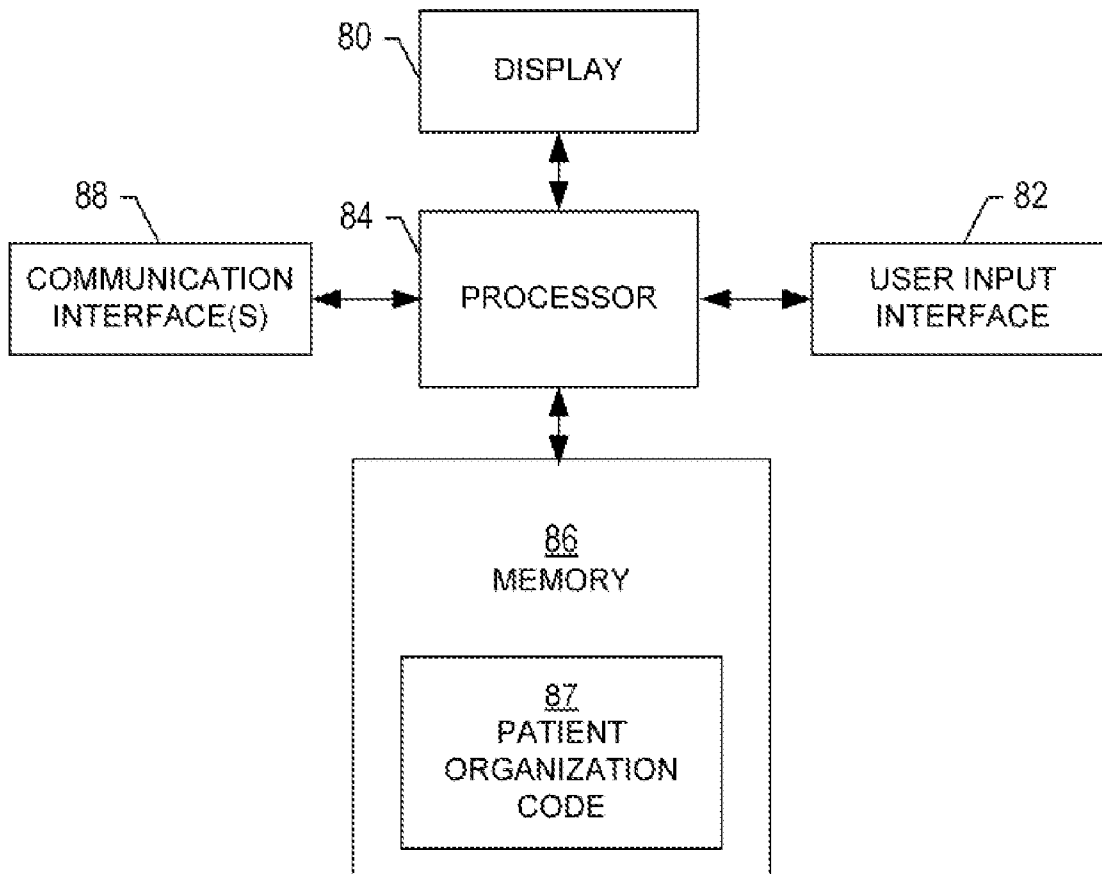 80
DISPLAY
88
84
82
COMMUNICATION
INTERFACE(S)
PROCESSOR
USER INPUT
INTERFACE
86
MEMORY
87
PATIENT
ORGANIZATION
CODE